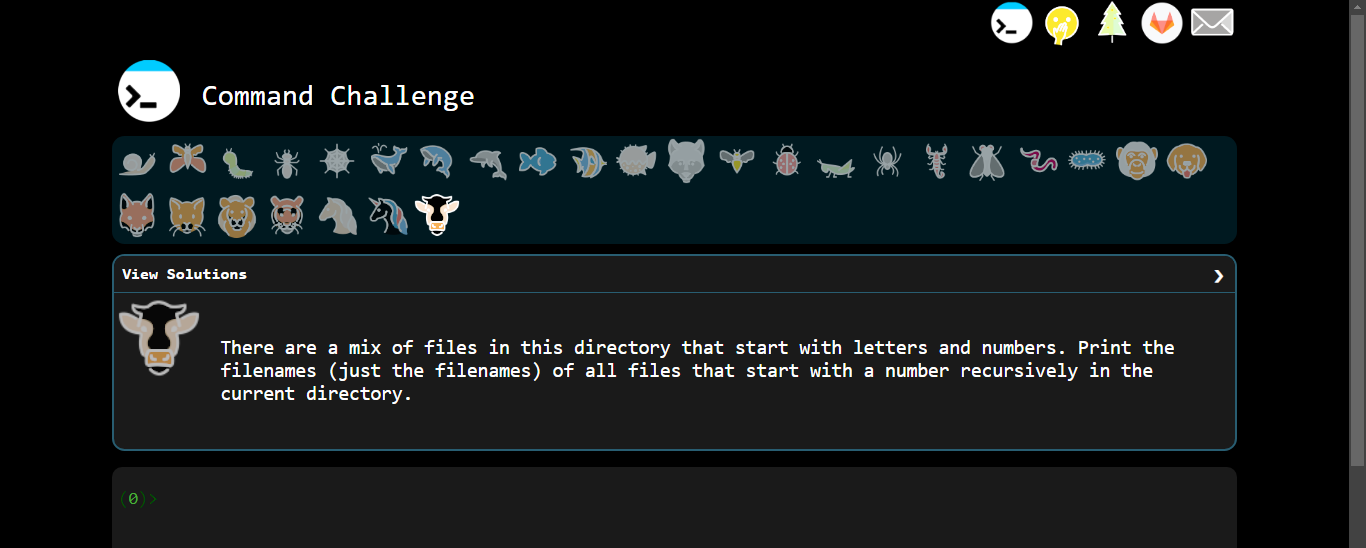 Command Challenge
View Solutions
There are a mix of files in this directory that start with letters and numbers. Print the
filenames (just the filenames) of all files that start with a number recursively in the
current directory.
(0)>